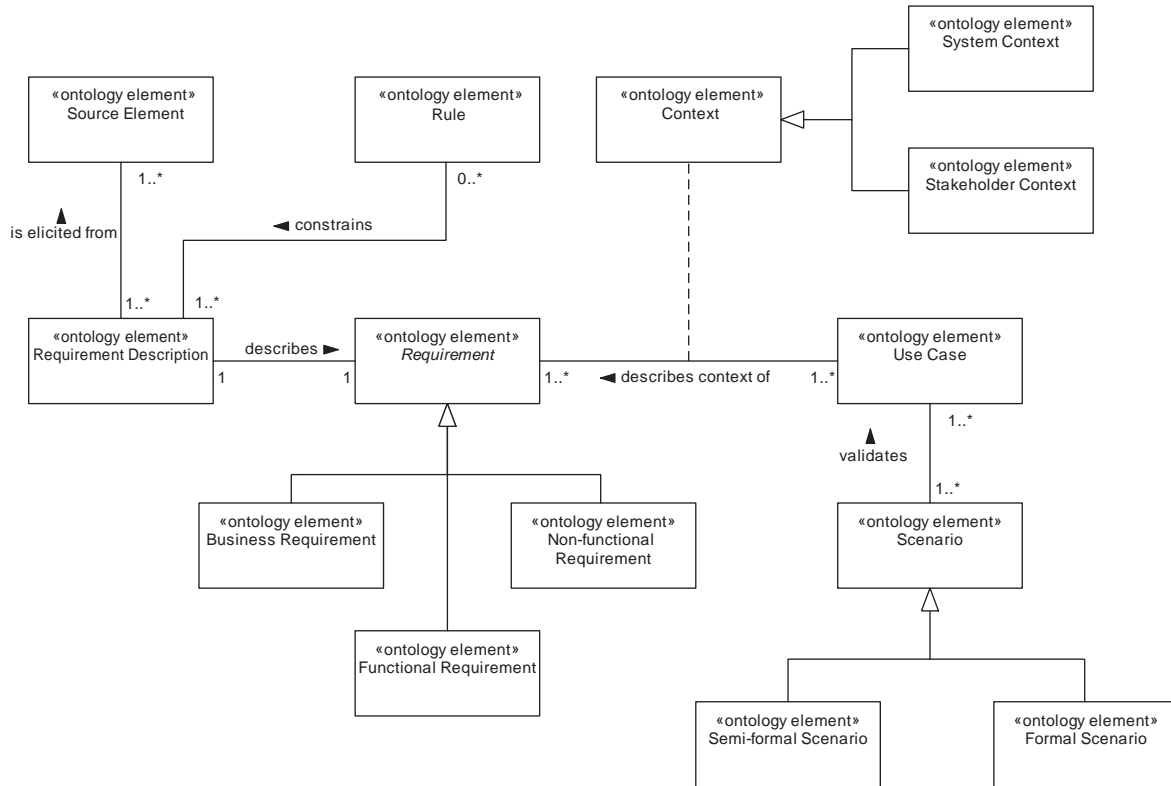 «ontology element»
System Context
«ontology element»
Source Element
«ontology element»
Rule
«ontology element»
Context
«ontology element»
Stakeholder Context
1..*
0..*
is elicited from
constrains
1..*
1..*
«ontology element»
Requirement Description
describes
1
1
«ontology element»
Requirement
1..*
describes context of
1..*
«ontology element»
Use Case
1..*
validates
1..*
«ontology element»
Business Requirement
«ontology element»
Non-functional
Requirement
«ontology element»
Scenario
«ontology element»
Functional Requirement
«ontology element»
Semi-formal Scenario
«ontology element»
Formal Scenario